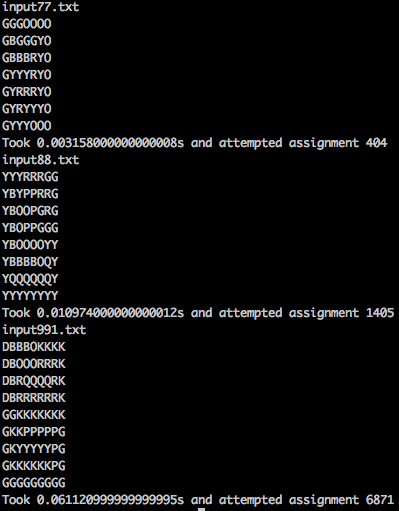 input77.txt
GGGOOOO
GBGGGYO
GBBBRYO
GYYYRYO
GYRRRYO
GYRYYYO
GYYYOOO
Took 0.003158000000000008s and attempted assignment 404
input88.txt
YYYRRRGG
YBYPPRRG
YBOOPGRG
YBOPPGGG
YBOOOOYY
YBBBBOQY
YQQQQQQY
YYYYYYYY
Took 0.010974000000000012s and attempted assignment 1405
input991.txt
DBBBOKKKK
DBOOORRRK
DBRQQQQRK
DBRRRRRRK
GGKKKKKKK
GKKPPPPPG
GKYYYYYPG
GKKKKKKPG
GGGGGGGGG
Took 0.061120999999999995s and attempted assignment 6871